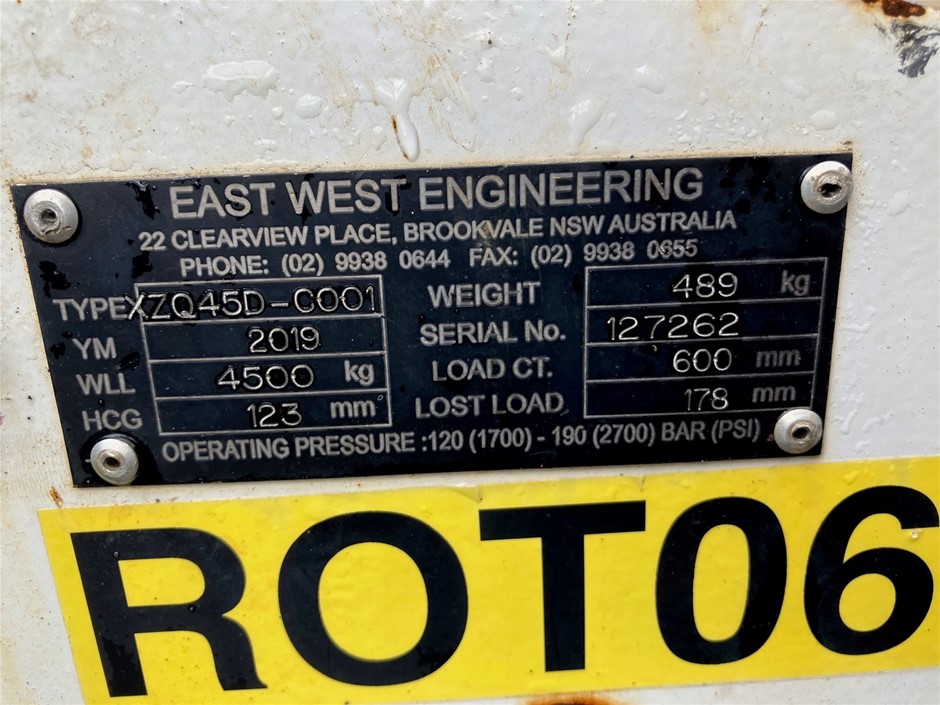 EAST WEST ENGINEERING
22 CLEARVIEW PLACE, BROOKVALE NSW AUSTRALIA
PHONE: (02) 9938 0644 FAX: (02) 9938 0655
TYPE XZQ45D-C001 WEIGHT 489 kg
YM 2019 SERIAL No. 127262
WLL 4500 kg LOAD CT. 600 mm
HCG 123 mm LOST LOAD 178 mm
OPERATING PRESSURE :120 (1700) - 190 (2700) BAR (PSI)
ROT06